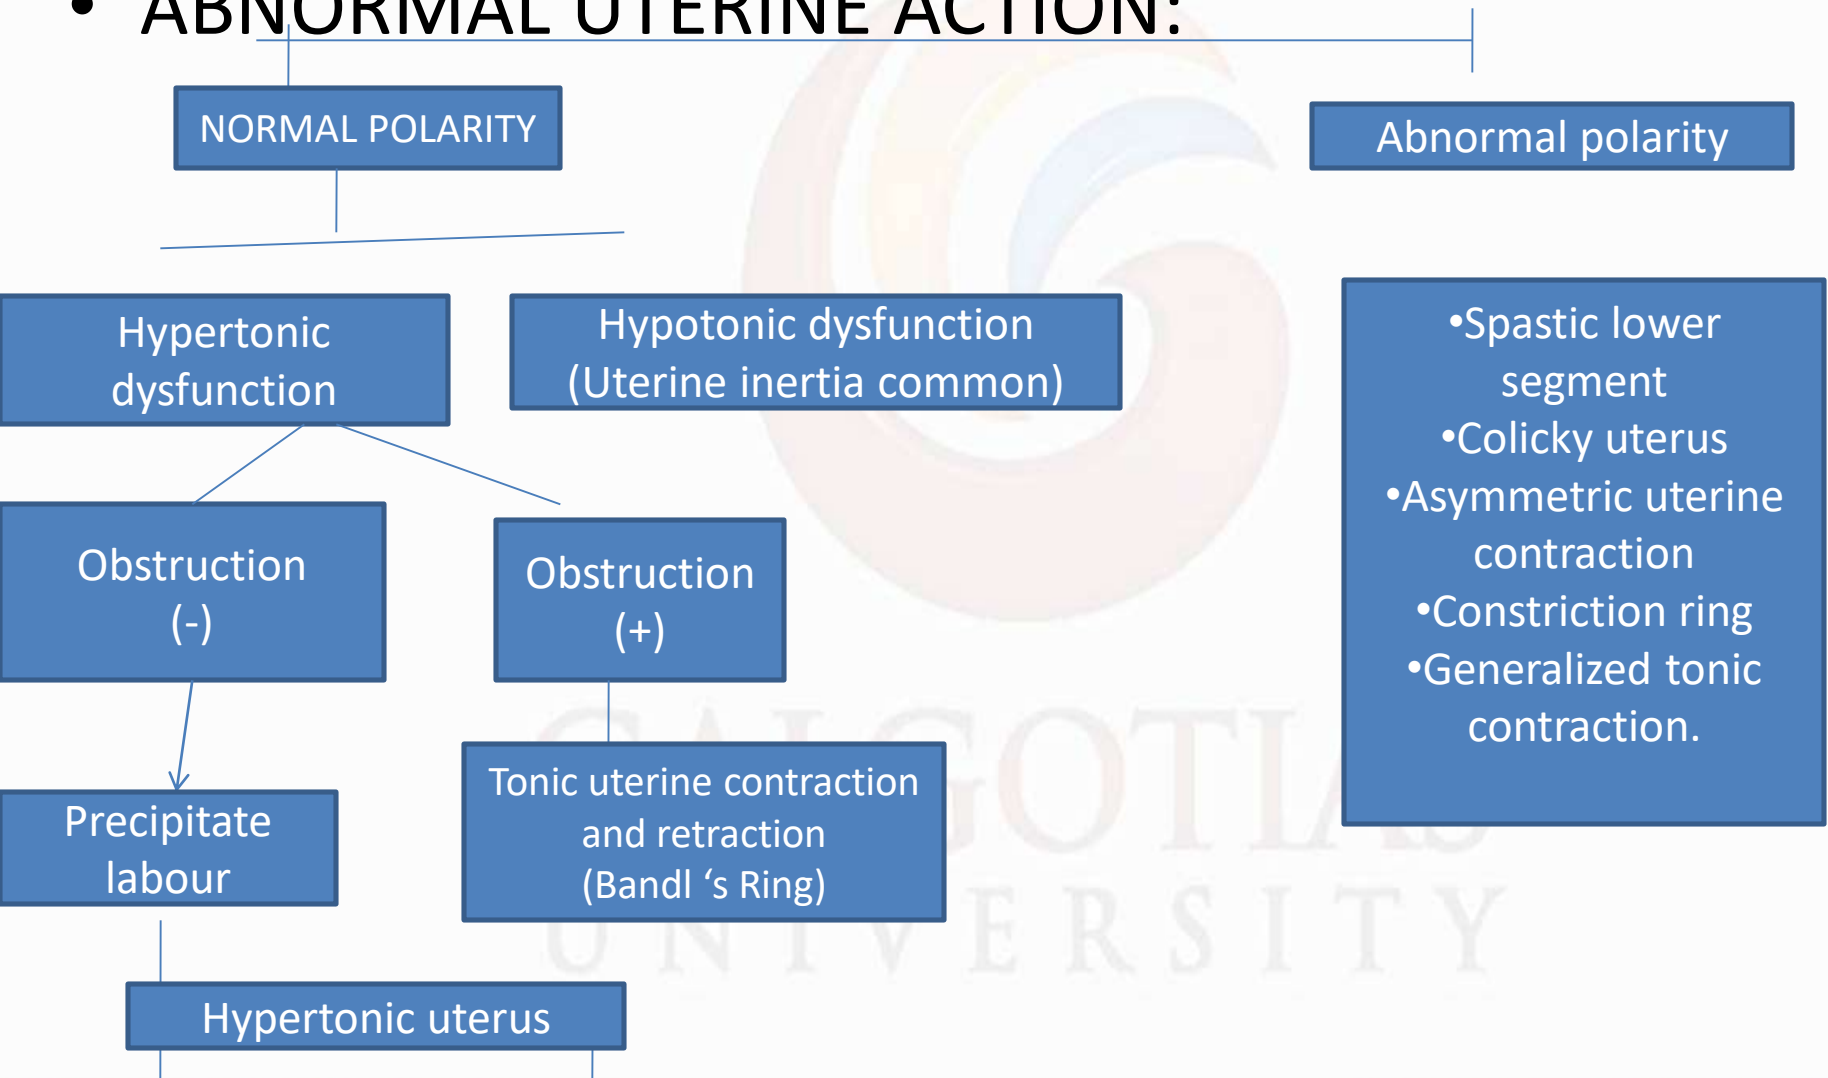 • ABNORMAL UTERINE ACTION:
NORMAL POLARITY
Abnormal polarity
Hypertonic
dysfunction
Hypotonic dysfunction
(Uterine inertia common)
•Spastic lower
segment
•Colicky uterus
•Asymmetric uterine
contraction
•Constriction ring
•Generalized tonic
contraction.
Obstruction
(-)
Obstruction
(+)
Precipitate
labour
Tonic uterine contraction
and retraction
(Bandl ‘s Ring)
Hypertonic uterus
GALGOTIAS
UNIVERSITY